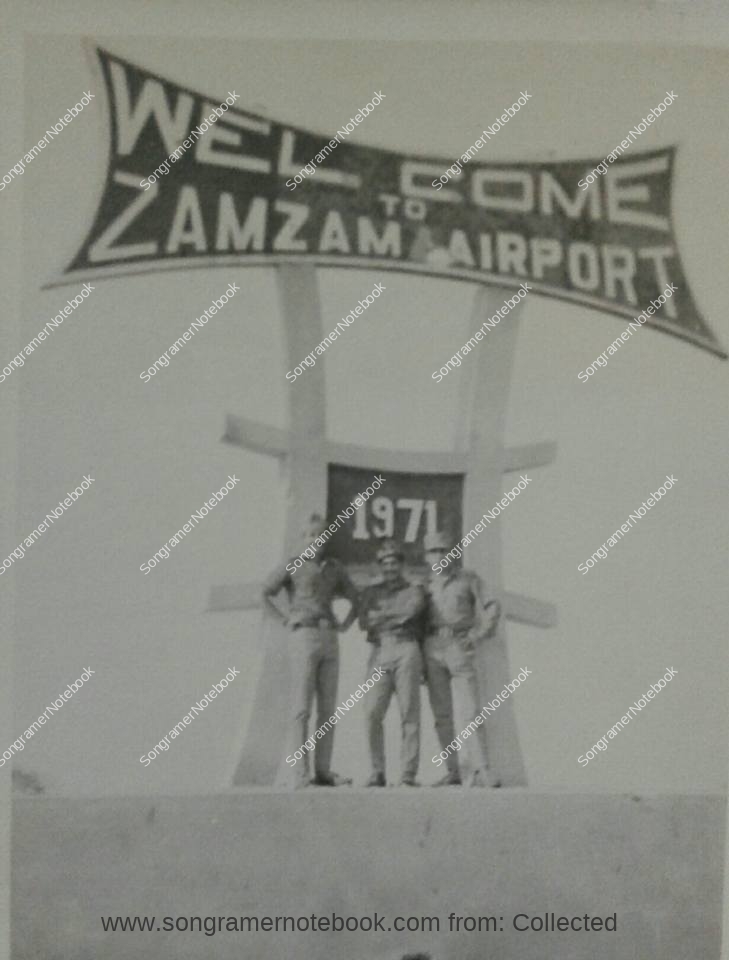 WEL COME
TO
ZAMZAM AIRPORT
1971
SongramerNotebook
www.songramernotebook.com from: Collected